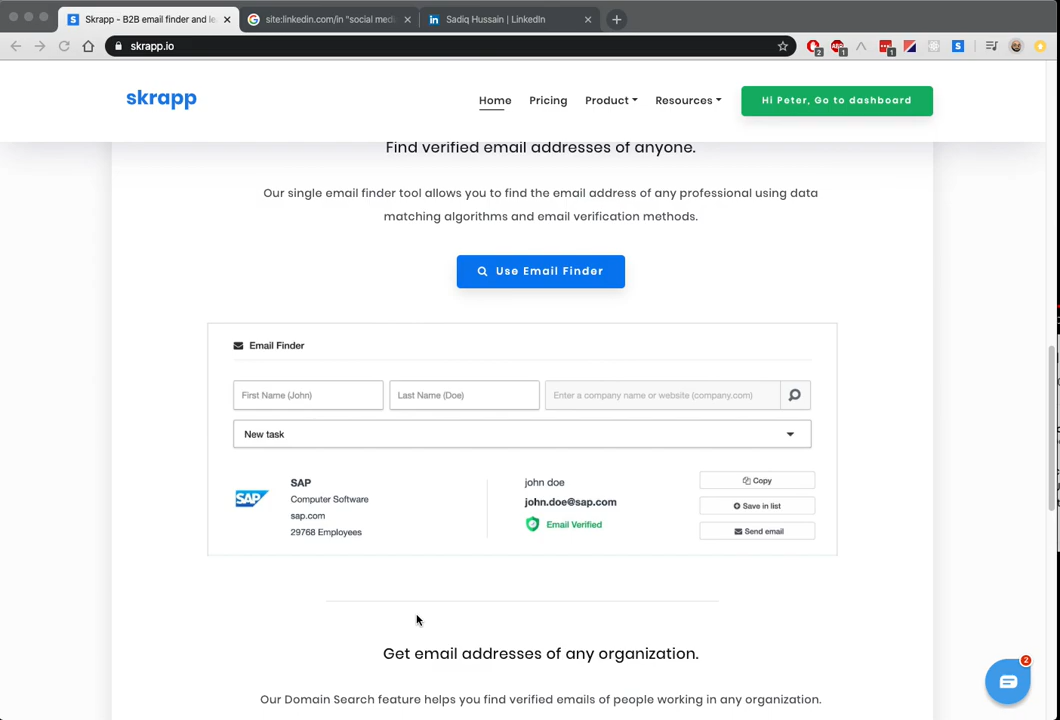 Skrapp - B2B email finder and le
site:linkedin.com/in "social medi
Sadiq Hussain | LinkedIn
skrapp.io
2
1
1
skrapp
Home
Pricing
Product
Resources
Hi Peter, Go to dashboard
Find verified email addresses of anyone.
Our single email finder tool allows you to find the email address of any professional using data
matching algorithms and email verification methods.
Use Email Finder
Email Finder
First Name (John)
Last Name (Doe)
Enter a company name or website (company.com)
New task
SAP
SAP
Computer Software
sap.com
29768 Employees
john doe
john.doe@sap.com
Email Verified
Copy
Save in list
Send email
Get email addresses of any organization.
Our Domain Search feature helps you find verified emails of people working in any organization.
2